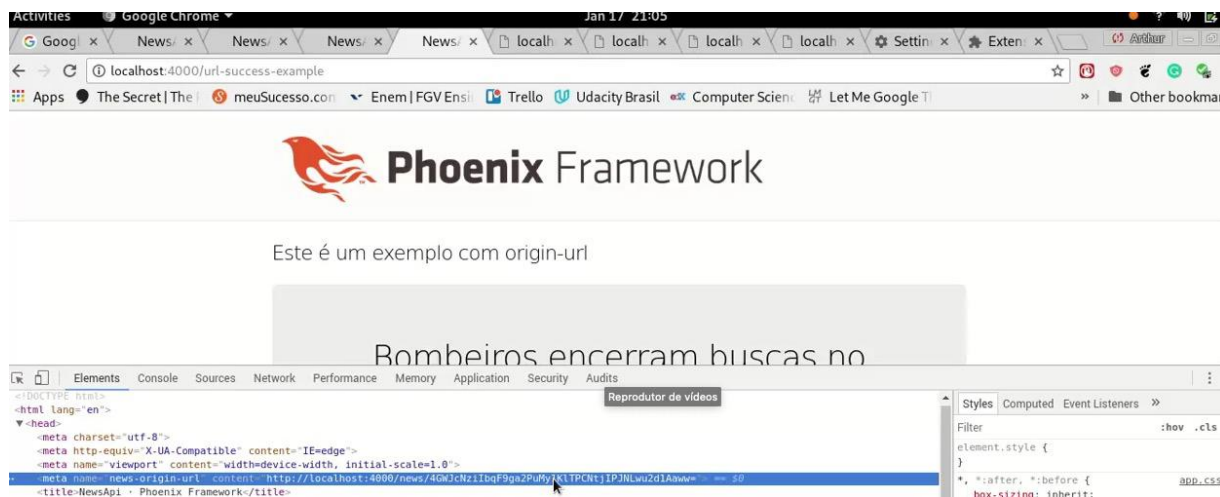 Activities Google Chrome Jan 17 21:05 ?
Googl × News/ × News/ × News/ × News/ × localh × localh × localh × localh × Settin × Exten × Arthur
localhost:4000/url-success-example
Apps The Secret | The meuSucesso.com Enem | FGV Ensi Trello Udacity Brasil Computer Scienc Let Me Google T » Other bookmar
Phoenix Framework
Este é um exemplo com origin-url
Bombeiros encerram buscas no
Elements Console Sources Network Performance Memory Application Security Audits
Reprodutor de vídeos
Styles Computed Event Listeners »
<!DOCTYPE html>
<html lang="en">
Filter :hov .cls
▼<head>
<meta charset="utf-8">
element.style {
<meta http-equiv="X-UA-Compatible" content="IE=edge">
}
<meta name="viewport" content="width=device-width, initial-scale=1.0">
<meta name="news-origin-url" content= == $0
*, *:after, *:before { app.css
<title>NewsApi · Phoenix Framework</title>
box-sizing: inherit;